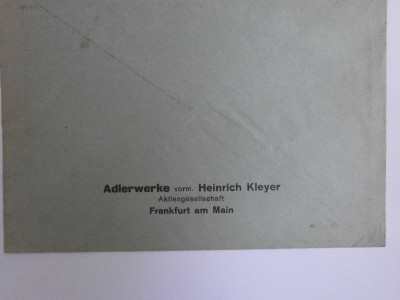 Adlerwerke vorm. Heinrich Kleyer
Aktiengesellschaft
Frankfurt am Main